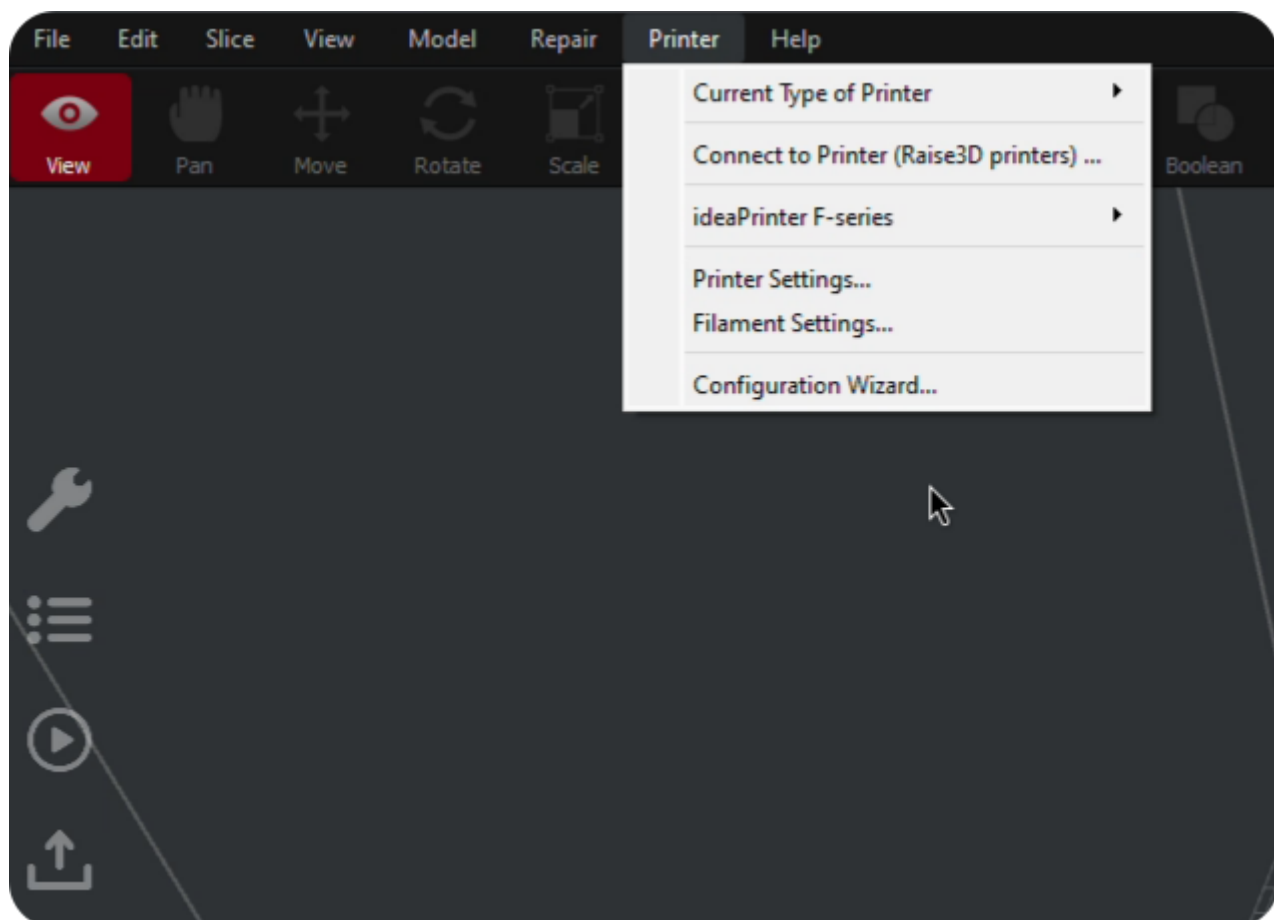 File Edit Slice View Model Repair Printer Help
View Pan Move Rotate Scale Boolean
Current Type of Printer
Connect to Printer (Raise3D printers) ...
ideaPrinter F-series
Printer Settings...
Filament Settings...
Configuration Wizard...